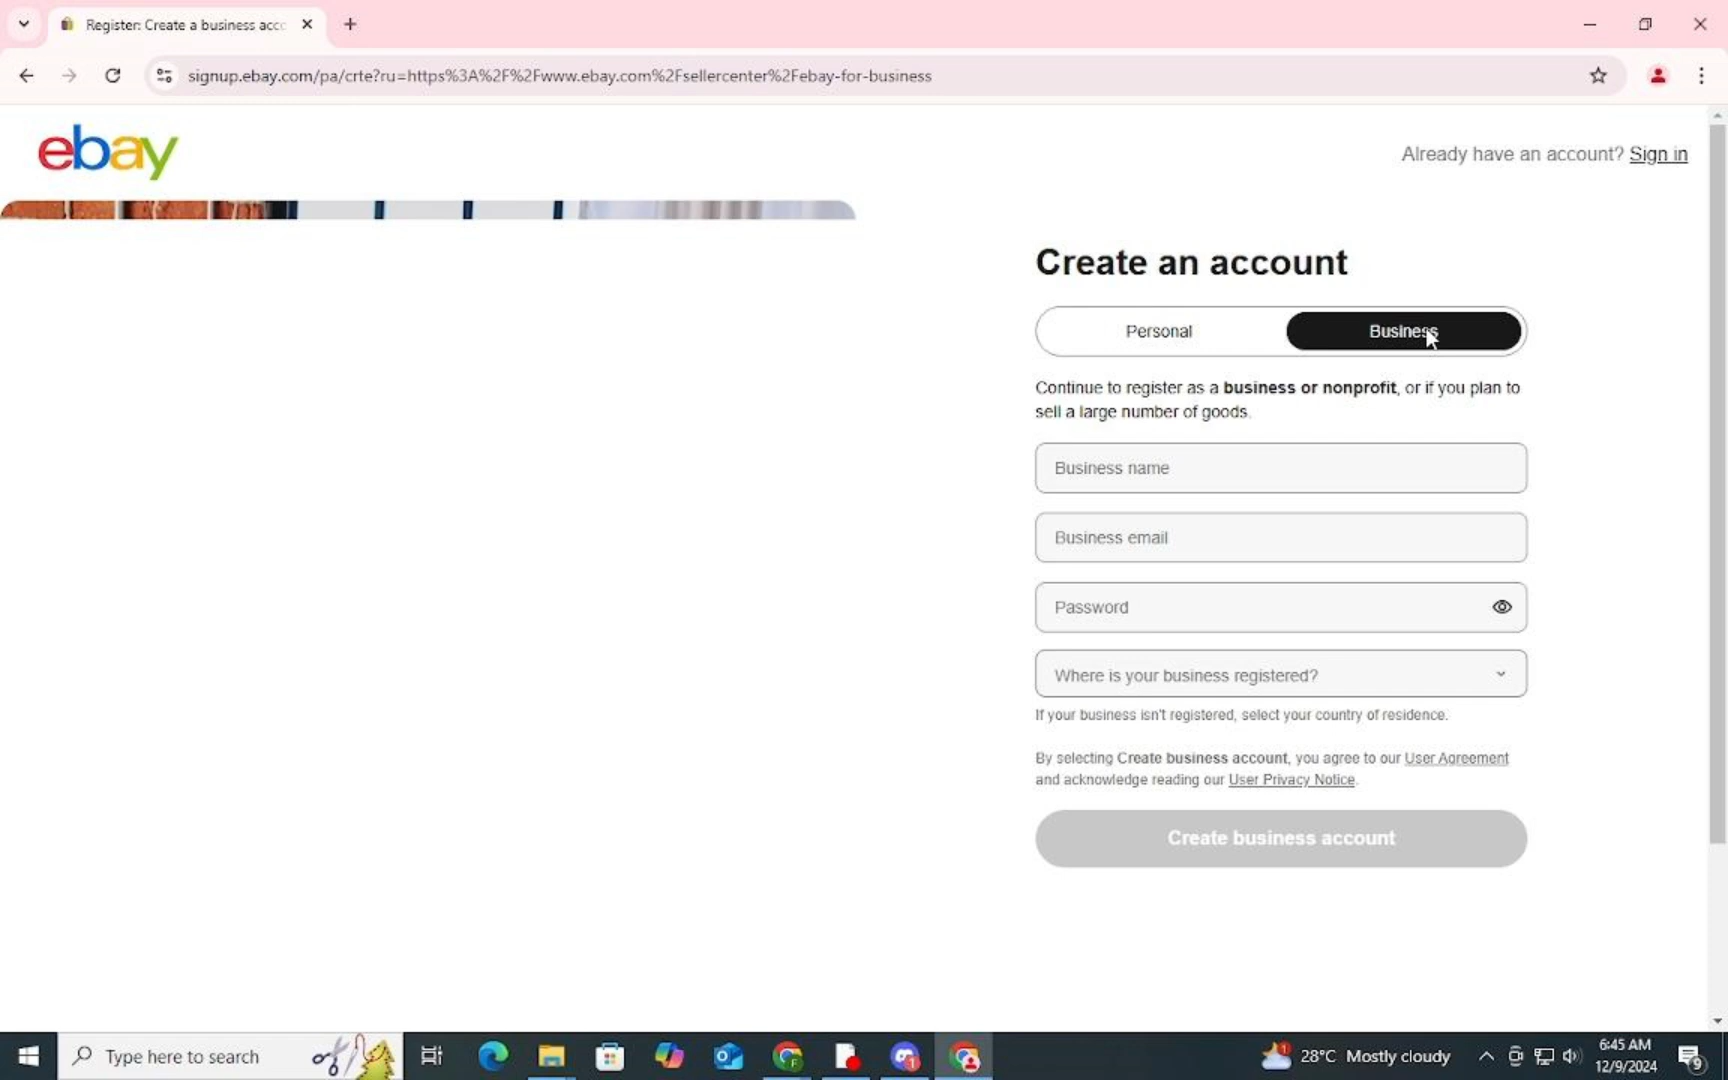 Register: Create a business acc
signup.ebay.com/pa/crte?ru=https%3A%2F%2Fwww.ebay.com%2Fsellercenter%2Febay-for-business
ebay
Already have an account? Sign in
Create an account
Personal
Business
Continue to register as a business or nonprofit, or if you plan to
sell a large number of goods.
Business name
Business email
Password
Where is your business registered?
If your business isn't registered, select your country of residence.
By selecting Create business account, you agree to our User Agreement
and acknowledge reading our User Privacy Notice.
Create business account
Type here to search
28°C Mostly cloudy
6:45 AM
12/9/2024
9